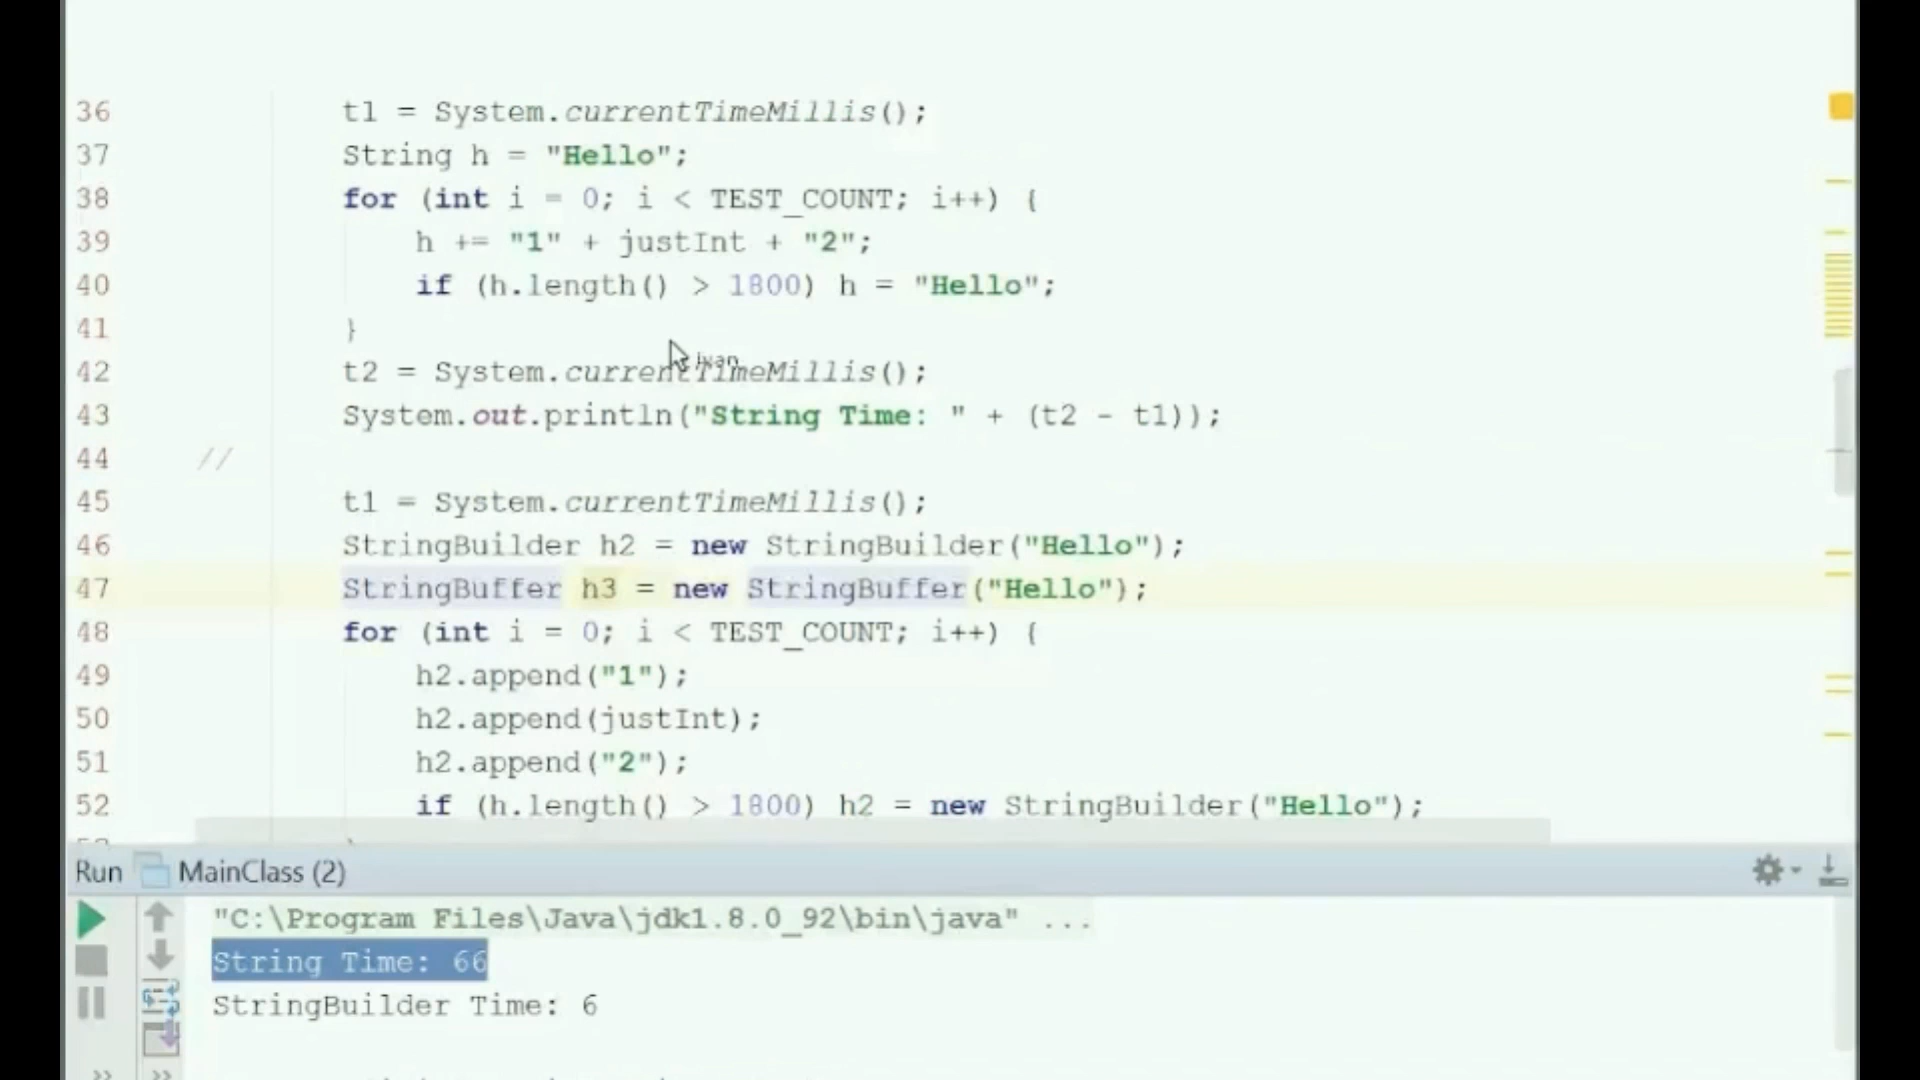 36 t1 = System.currentTimeMillis();
37 String h = "Hello";
38 for (int i = 0; i < TEST_COUNT; i++) {
39 h += "1" + justInt + "2";
40 if (h.length() > 1800) h = "Hello";
41 }
ivan
42 t2 = System.currentTimeMillis();
43 System.out.println("String Time: " + (t2 - t1));
44 //
45 t1 = System.currentTimeMillis();
46 StringBuilder h2 = new StringBuilder("Hello");
47 StringBuffer h3 = new StringBuffer("Hello");
48 for (int i = 0; i < TEST_COUNT; i++) {
49 h2.append("1");
50 h2.append(justInt);
51 h2.append("2");
52 if (h.length() > 1800) h2 = new StringBuilder("Hello");
Run MainClass (2)
"C:\Program Files\Java\jdk1.8.0_92\bin\java" ...
String Time: 66
StringBuilder Time: 6